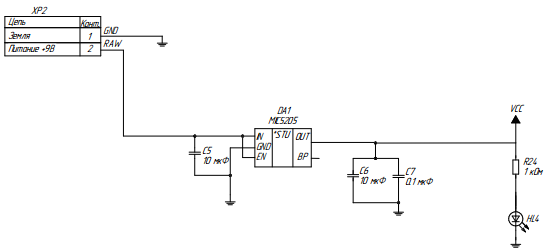 XP2
Цепь Конт.
Земля 1 GND
Питание +9В 2 RAW
DA1
MIC5205
IN *STU OUT
GND
EN BP
C5
10 мкФ
C6
10 мкФ
C7
0.1 мкФ
VCC
R24
1 кОм
HL4